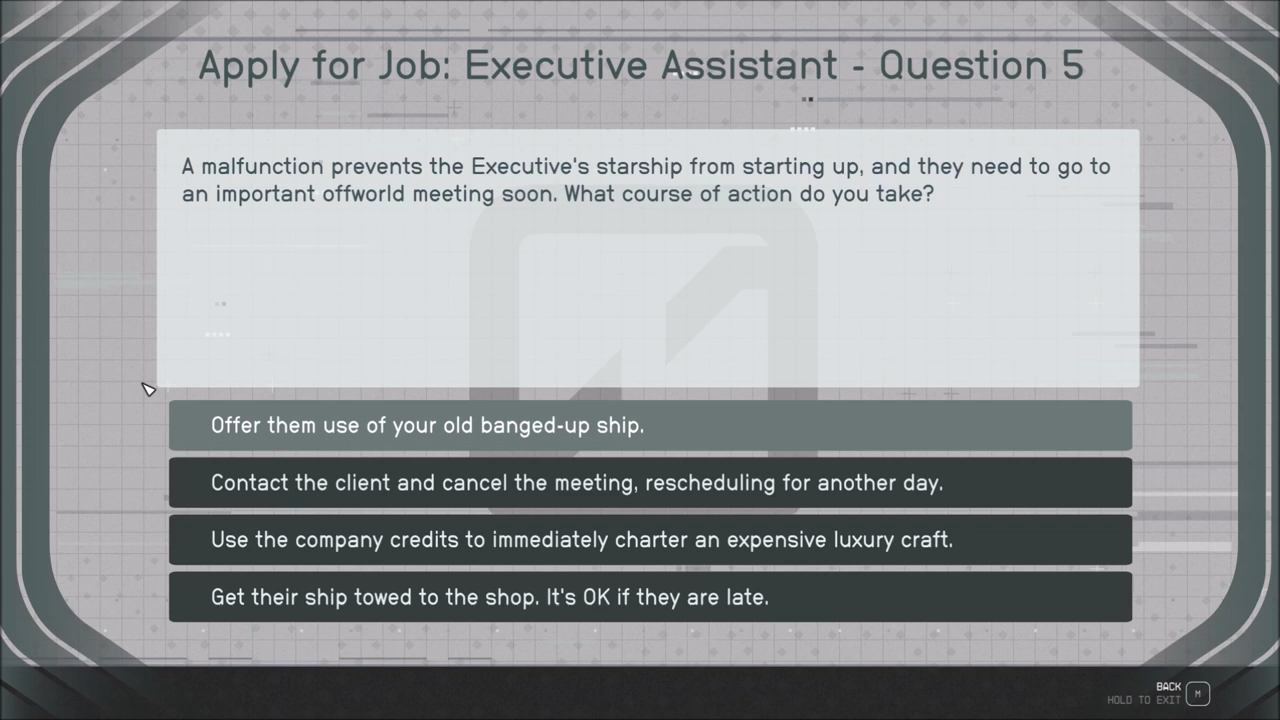 Apply for Job: Executive Assistant - Question 5
A malfunction prevents the Executive's starship from starting up, and they need to go to
an important offworld meeting soon. What course of action do you take?
Offer them use of your old banged-up ship.
Contact the client and cancel the meeting, rescheduling for another day.
Use the company credits to immediately charter an expensive luxury craft.
Get their ship towed to the shop. It's OK if they are late.
BACK
HOLD TO EXIT
M